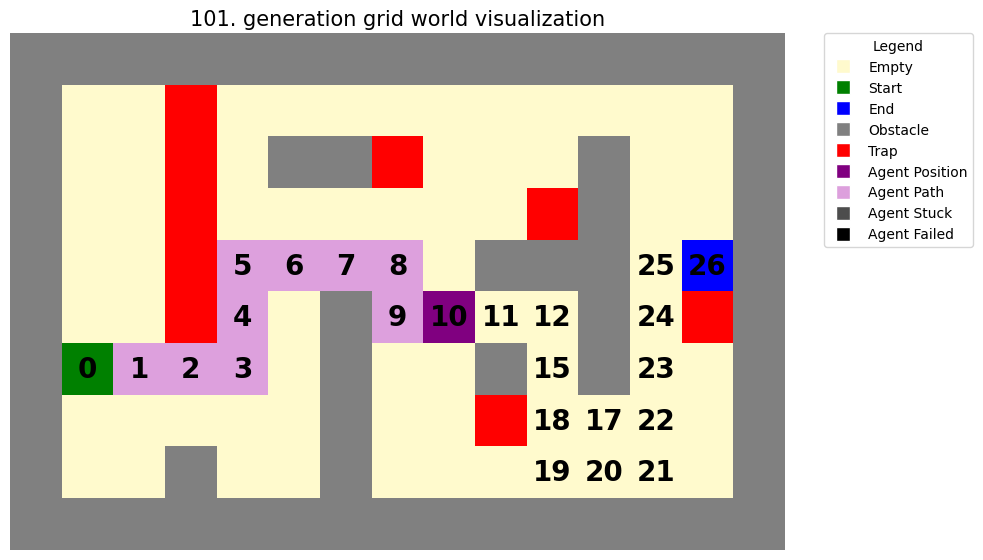 101. generation grid world visualization
Legend
Empty
Start
End
Obstacle
Trap
Agent Position
Agent Path
Agent Stuck
Agent Failed
5 6 7 8 25 26
4 9 10 11 12 24
0 1 2 3 15 23
18 17 22
19 20 21